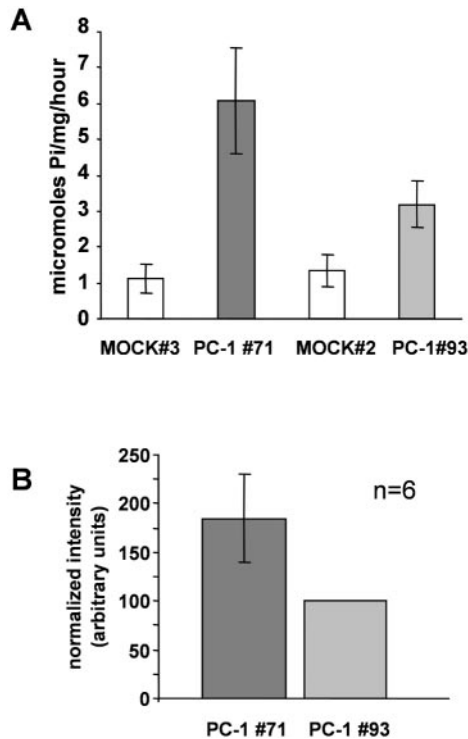 A
micromoles Pi/mg/hour
8
7
6
5
4
3
2
1
0
MOCK#3 PC-1 #71 MOCK#2 PC-1#93
B
normalized intensity
(arbitrary units)
250
200
150
100
50
0
n=6
PC-1 #71 PC-1 #93